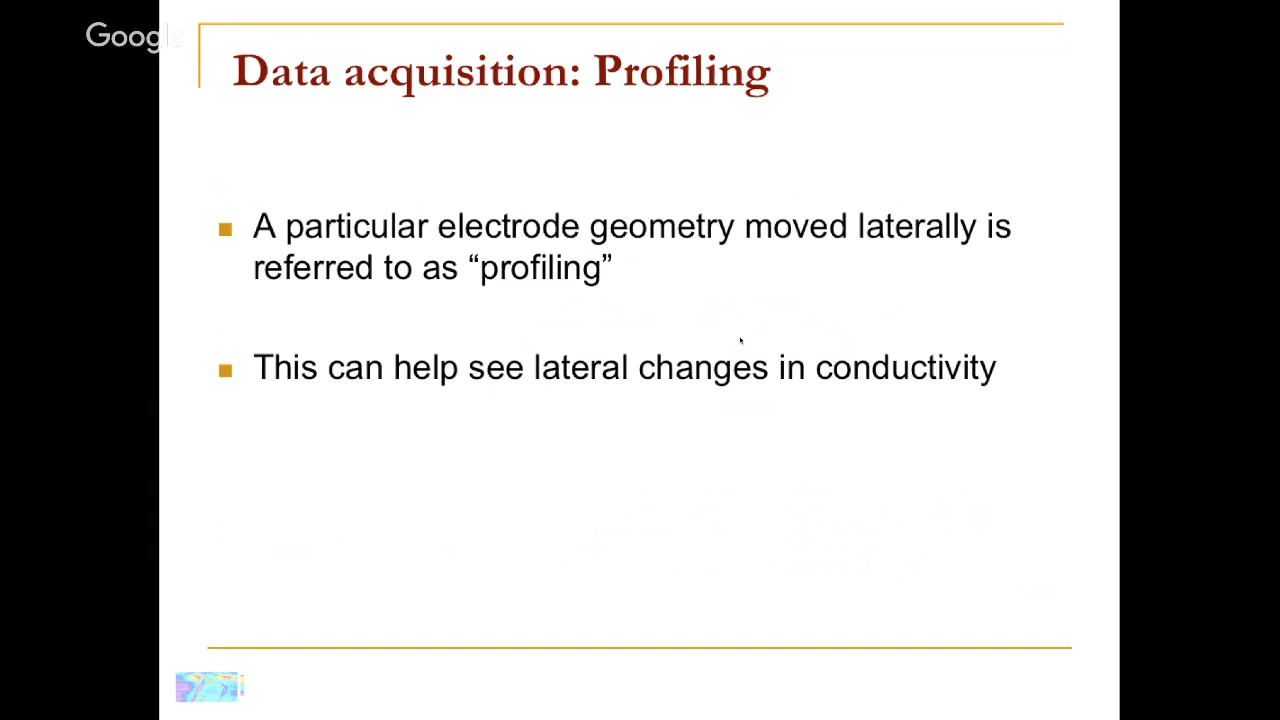 Google
Data acquisition: Profiling
A particular electrode geometry moved laterally is
referred to as “profiling”
This can help see lateral changes in conductivity